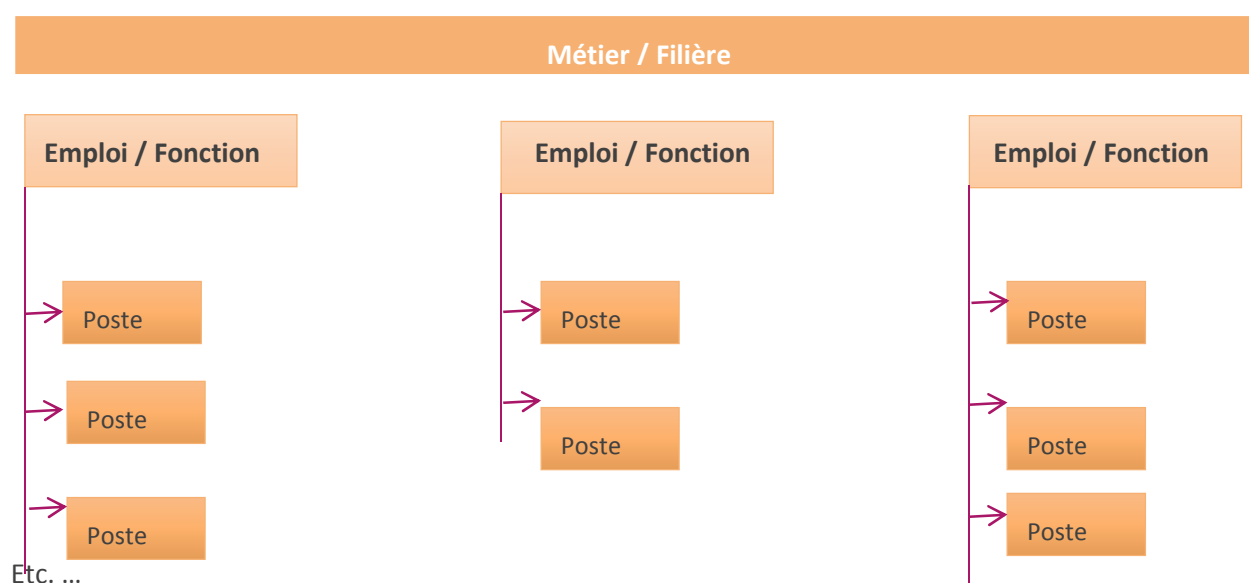 Métier / Filière
Emploi / Fonction
Emploi / Fonction
Emploi / Fonction
Poste
Poste
Poste
Poste
Poste
Poste
Poste
Poste
Etc. ...